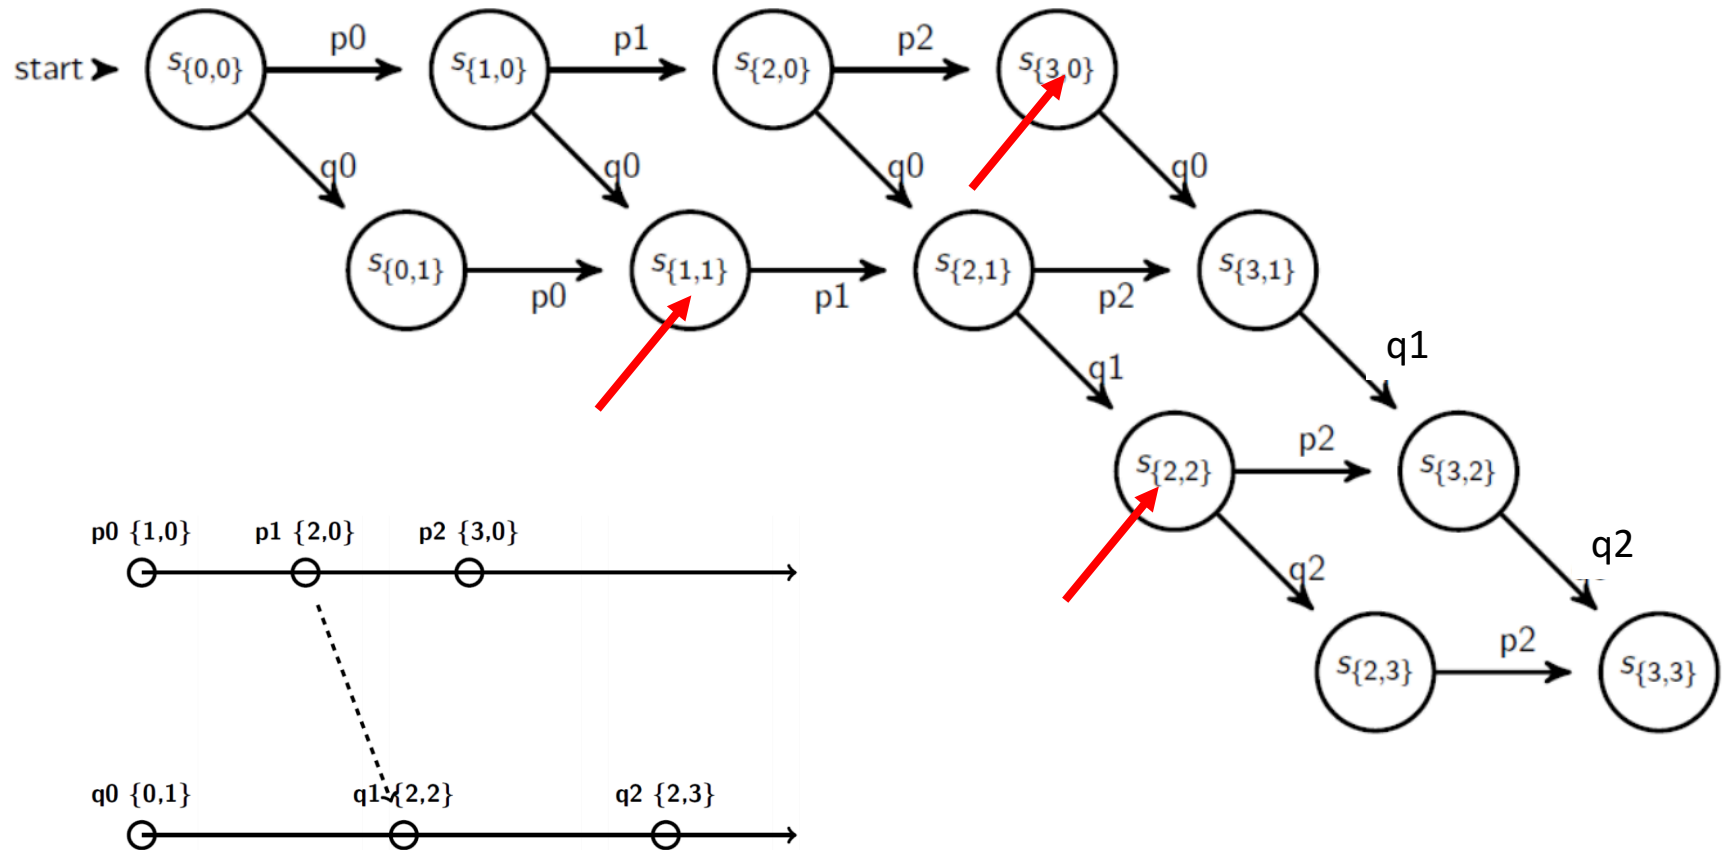 p0 p1 p2
start s{0,0} s{1,0} s{2,0} s{3,0}
q0 q0 q0 q0
s{0,1} s{1,1} s{2,1} s{3,1}
p0 p1 p2
q1 q1
p2
s{2,2} s{3,2}
p0 {1,0} p1 {2,0} p2 {3,0}
q2 q2
p2
s{2,3} s{3,3}
q0 {0,1} q1 {2,2} q2 {2,3}